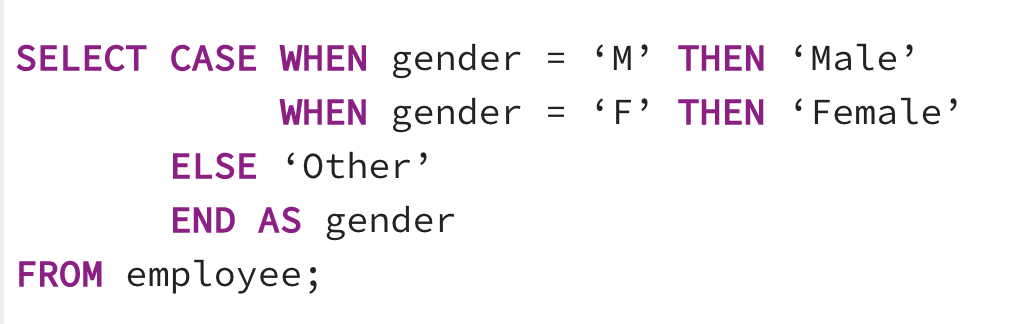 SELECT CASE WHEN gender = ‘M’ THEN ‘Male’
WHEN gender = ‘F’ THEN ‘Female’
ELSE ‘Other’
END AS gender
FROM employee;